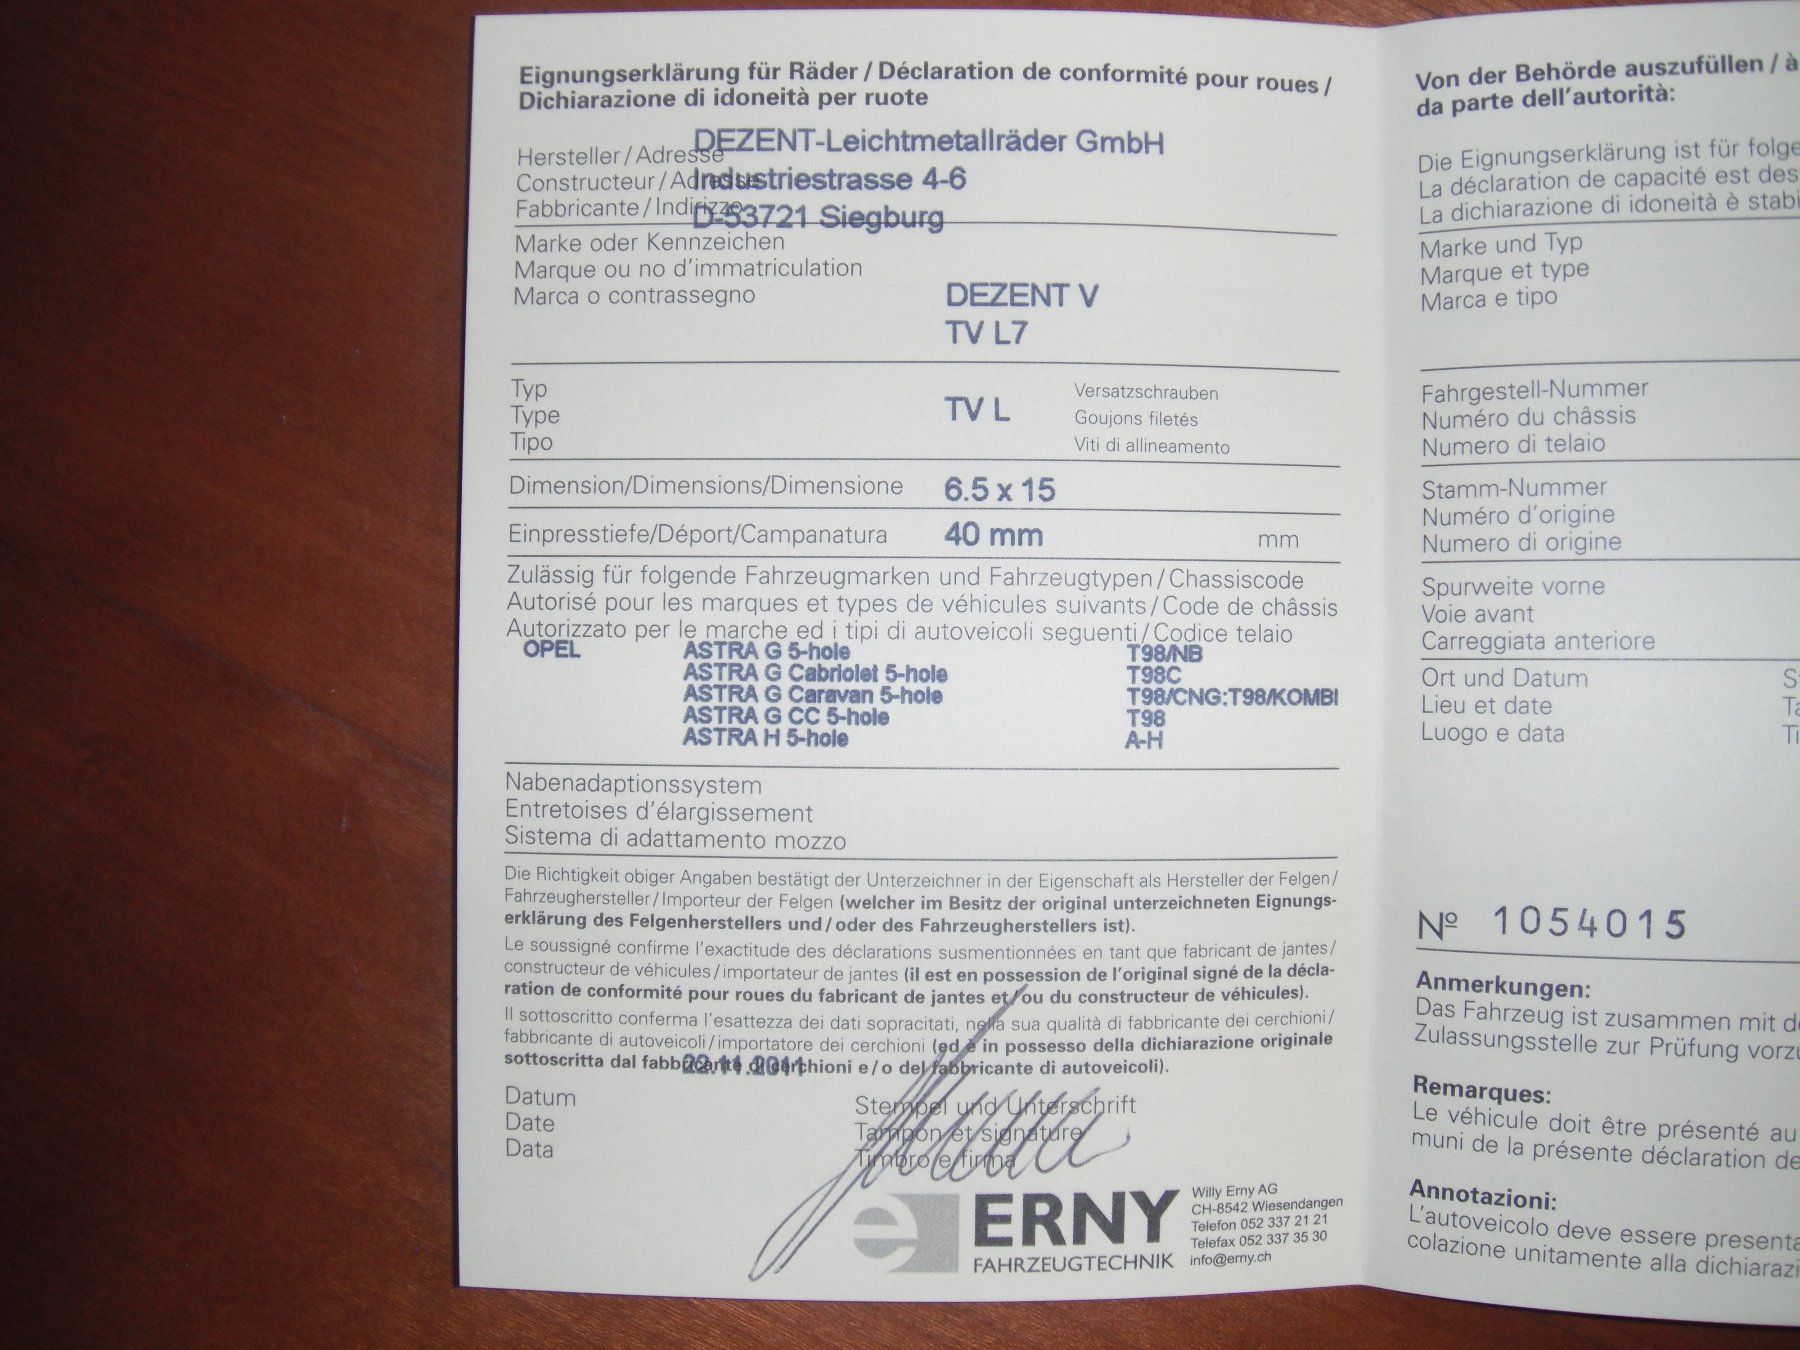 Eignungserklärung für Räder / Déclaration de conformité pour roues /
Dichiarazione di idoneità per ruote
DEZENT-Leichtmetallräder GmbH
Hersteller / Adresse
Industriestrasse 4-6
Constructeur / Adresse
D-53721 Siegburg
Fabbricante / Indirizzo
Marke oder Kennzeichen
Marque ou no d'immatriculation
Marca o contrassegno
DEZENT V
TV L7
Typ
Type
Tipo
TV L
Versatzschrauben
Goujons filetés
Viti di allineamento
Dimension/Dimensions/Dimensione 6.5 x 15
Einpresstiefe/Déport/Campanatura 40 mm mm
Zulässig für folgende Fahrzeugmarken und Fahrzeugtypen / Chassiscode
Autorisé pour les marques et types de véhicules suivants / Code de châssis
Autorizzato per le marche ed i tipi di autoveicoli seguenti / Codice telaio
OPEL ASTRA G 5-hole T98/NB
ASTRA G Cabriolet 5-hole T98C
ASTRA G Caravan 5-hole T98/CNG:T98/KOMBI
ASTRA G CC 5-hole T98
ASTRA H 5-hole A-H
Nabenadaptionssystem
Entretoises d'élargissement
Sistema di adattamento mozzo
Die Richtigkeit obiger Angaben bestätigt der Unterzeichner in der Eigenschaft als Hersteller der Felgen /
Fahrzeughersteller / Importeur der Felgen (welcher im Besitz der original unterzeichneten Eignungs-
erklärung des Felgenherstellers und / oder des Fahrzeugherstellers ist).
Le soussigné confirme l'exactitude des déclarations susmentionnées en tant que fabricant de jantes /
constructeur de véhicules / importateur de jantes (il est en possession de l'original signé de la décla-
ration de conformité pour roues du fabricant de jantes et / ou du constructeur de véhicules).
Il sottoscritto conferma l'esattezza dei dati sopracitati, nella sua qualità di fabbricante dei cerchioni /
fabbricante di autoveicoli / importatore dei cerchioni (ed è in possesso della dichiarazione originale
sottoscritta dal fabbricante di cerchioni e / o del fabbricante di autoveicoli).
22.11.2011
Datum
Date
Data
Stempel und Unterschrift
Tampon et signature
Timbro e firma
e ERNY
FAHRZEUGTECHNIK
Willy Erny AG
CH-8542 Wiesendangen
Telefon 052 337 21 21
Telefax 052 337 35 30
info@erny.ch
Von der Behörde auszufüllen / à
da parte dell'autorità:
Die Eignungserklärung ist für folge
La déclaration de capacité est des
La dichiarazione di idoneità è stabi
Marke und Typ
Marque et type
Marca e tipo
Fahrgestell-Nummer
Numéro du châssis
Numero di telaio
Stamm-Nummer
Numéro d'origine
Numero di origine
Spurweite vorne
Voie avant
Carreggiata anteriore
Ort und Datum
Lieu et date
Luogo e data
Nº 1054015
Anmerkungen:
Das Fahrzeug ist zusammen mit d
Zulassungsstelle zur Prüfung vorzu
Remarques:
Le véhicule doit être présenté au
muni de la présente déclaration de
Annotazioni:
L'autoveicolo deve essere presenta
colazione unitamente alla dichiarazi